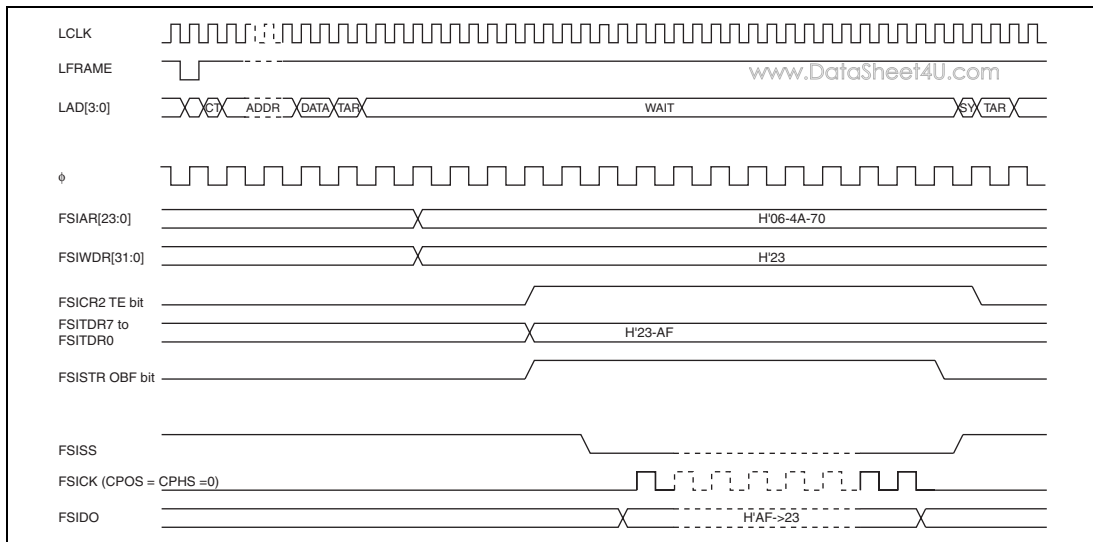 LCLK
LFRAME
www.DataSheet4U.com
LAD[3:0] CT ADDR DATA TAR WAIT SY TAR
φ
FSIAR[23:0] H'06-4A-70
FSIWDR[31:0] H'23
FSICR2 TE bit
FSITDR7 to
FSITDR0 H'23-AF
FSISTR OBF bit
FSISS
FSICK (CPOS = CPHS =0)
FSIDO H'AF->23